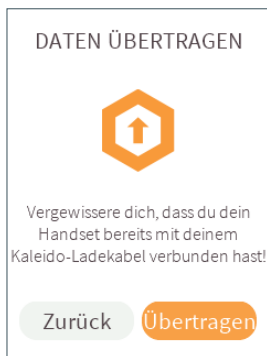 DATEN ÜBERTRAGEN
Vergewissere dich, dass du dein
Handset bereits mit deinem
Kaleido-Ladekabel verbunden hast!
Zurück
Übertragen